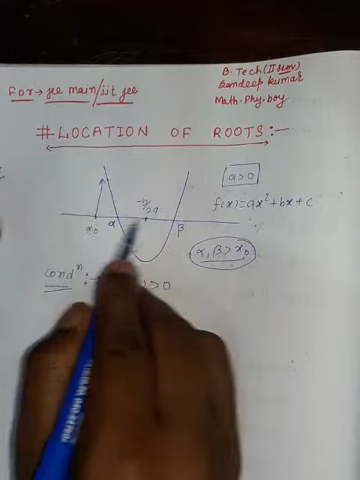 B. Tech (II Sem)
Sandeep kumar
Math.Phy.boy
For → jee main/iit jee
# LOCATION OF ROOTS:-
a>0
-b/2a
f(x)=ax²+bx+c
x₀ α β
α, β > x₀
condⁿ:-
>0